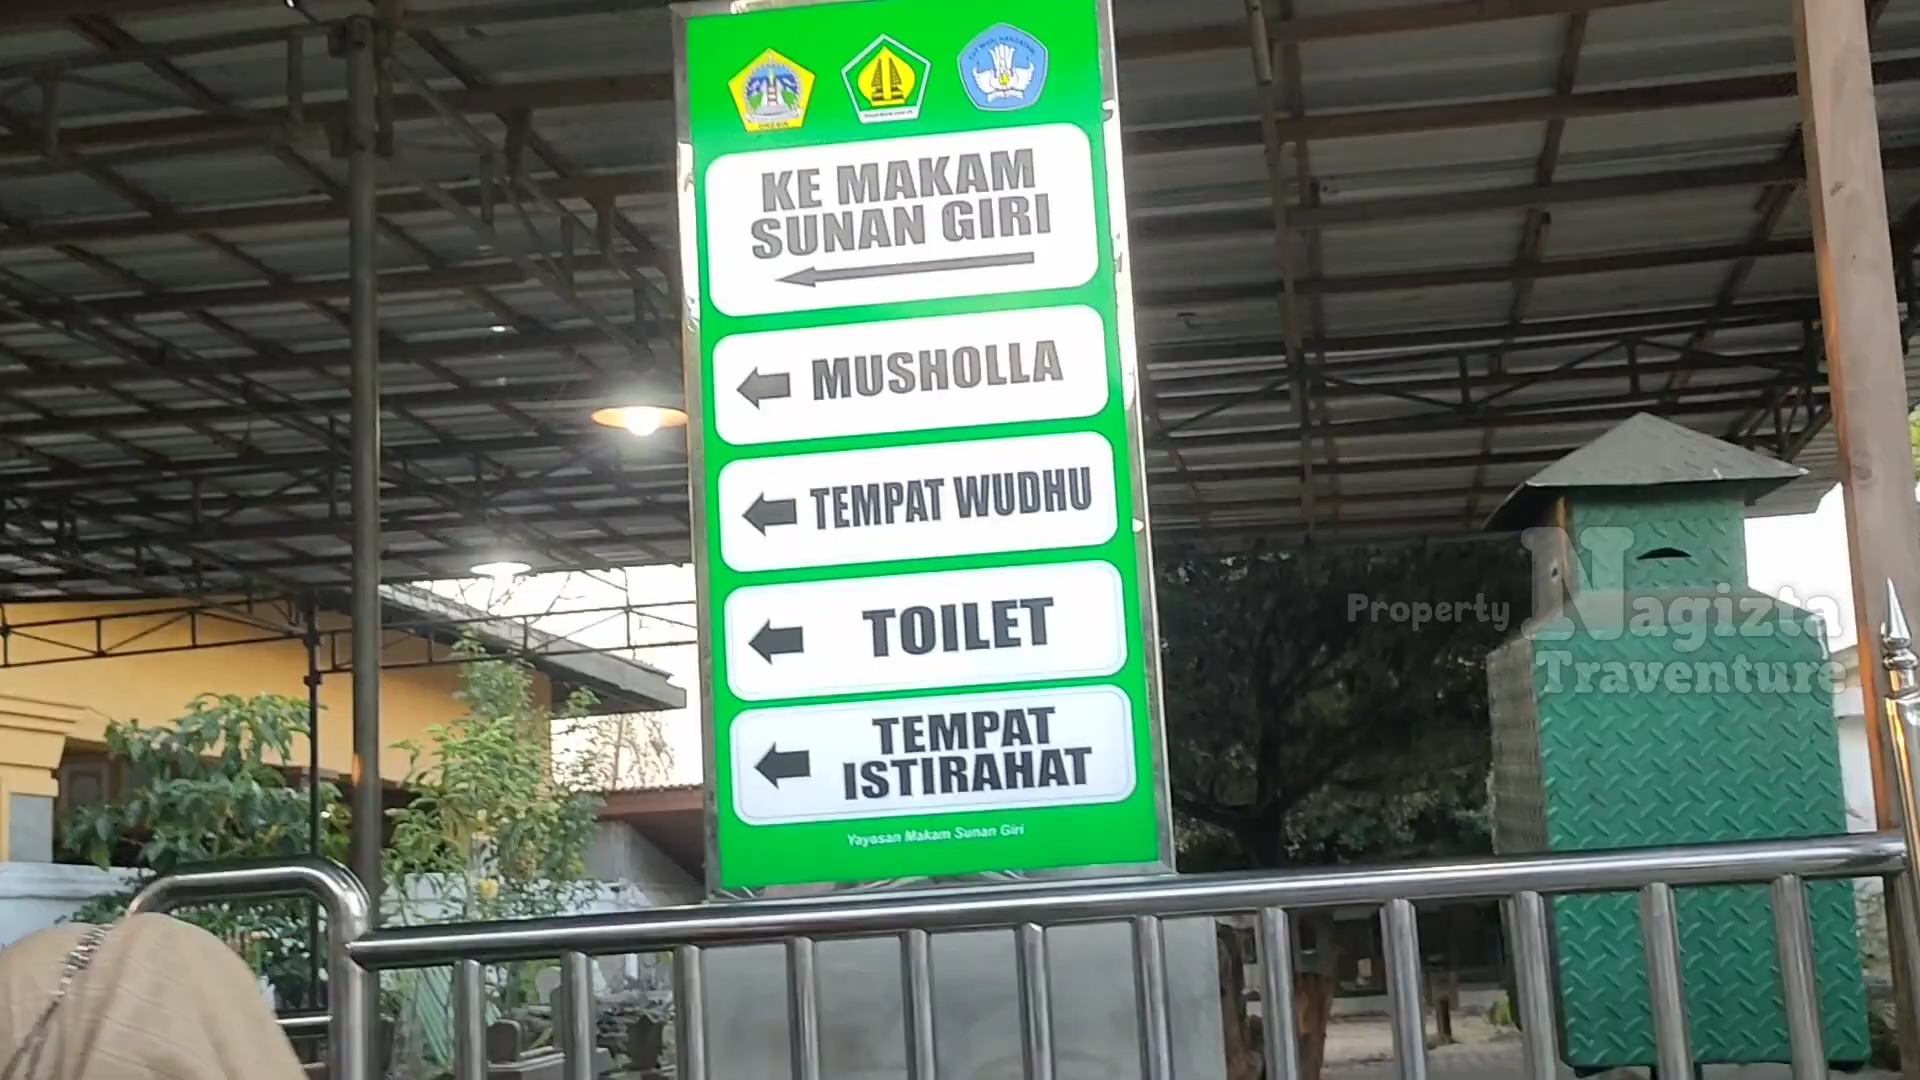 KE MAKAM
SUNAN GIRI
MUSHOLLA
TEMPAT WUDHU
TOILET
TEMPAT
ISTIRAHAT
Yayasan Makam Sunan Giri
Property Nagizta
Traventure